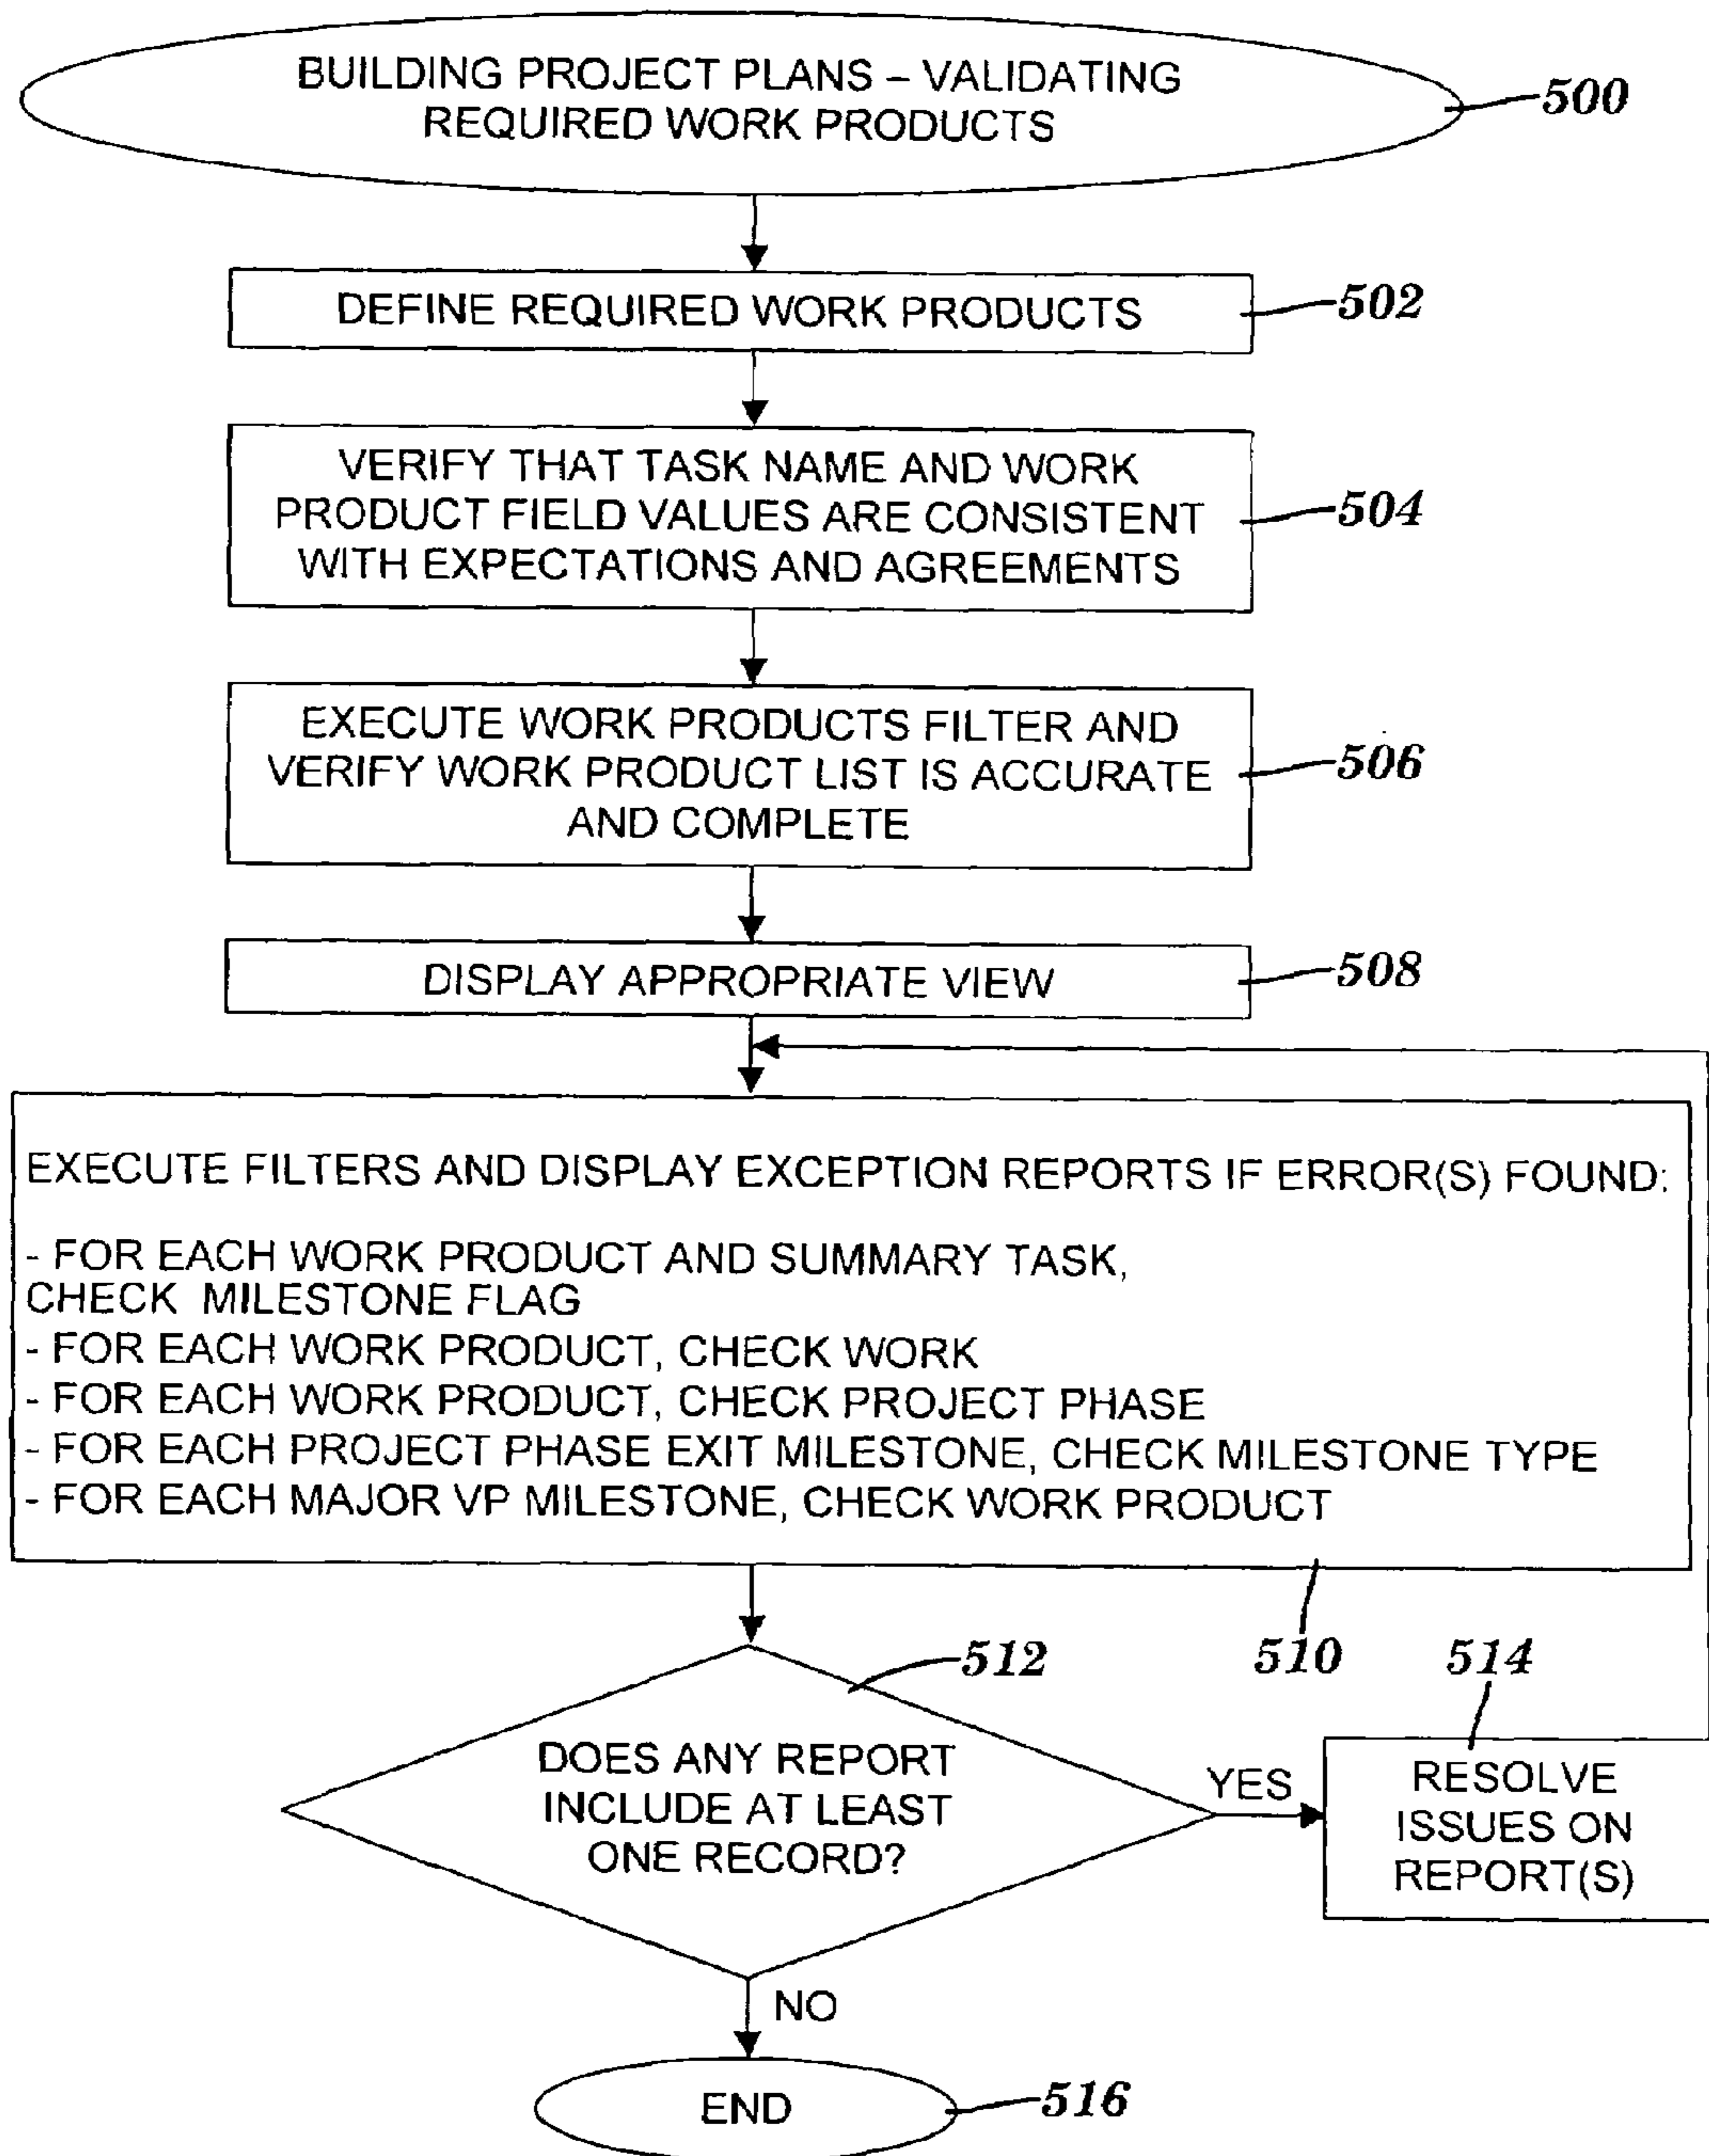 BUILDING PROJECT PLANS – VALIDATING
REQUIRED WORK PRODUCTS
500
DEFINE REQUIRED WORK PRODUCTS
502
VERIFY THAT TASK NAME AND WORK
PRODUCT FIELD VALUES ARE CONSISTENT
WITH EXPECTATIONS AND AGREEMENTS
504
EXECUTE WORK PRODUCTS FILTER AND
VERIFY WORK PRODUCT LIST IS ACCURATE
AND COMPLETE
506
DISPLAY APPROPRIATE VIEW
508
EXECUTE FILTERS AND DISPLAY EXCEPTION REPORTS IF ERROR(S) FOUND:
- FOR EACH WORK PRODUCT AND SUMMARY TASK,
CHECK MILESTONE FLAG
- FOR EACH WORK PRODUCT, CHECK WORK
- FOR EACH WORK PRODUCT, CHECK PROJECT PHASE
- FOR EACH PROJECT PHASE EXIT MILESTONE, CHECK MILESTONE TYPE
- FOR EACH MAJOR VP MILESTONE, CHECK WORK PRODUCT
510
512
DOES ANY REPORT
INCLUDE AT LEAST
ONE RECORD?
YES
514
RESOLVE
ISSUES ON
REPORT(S)
NO
END
516